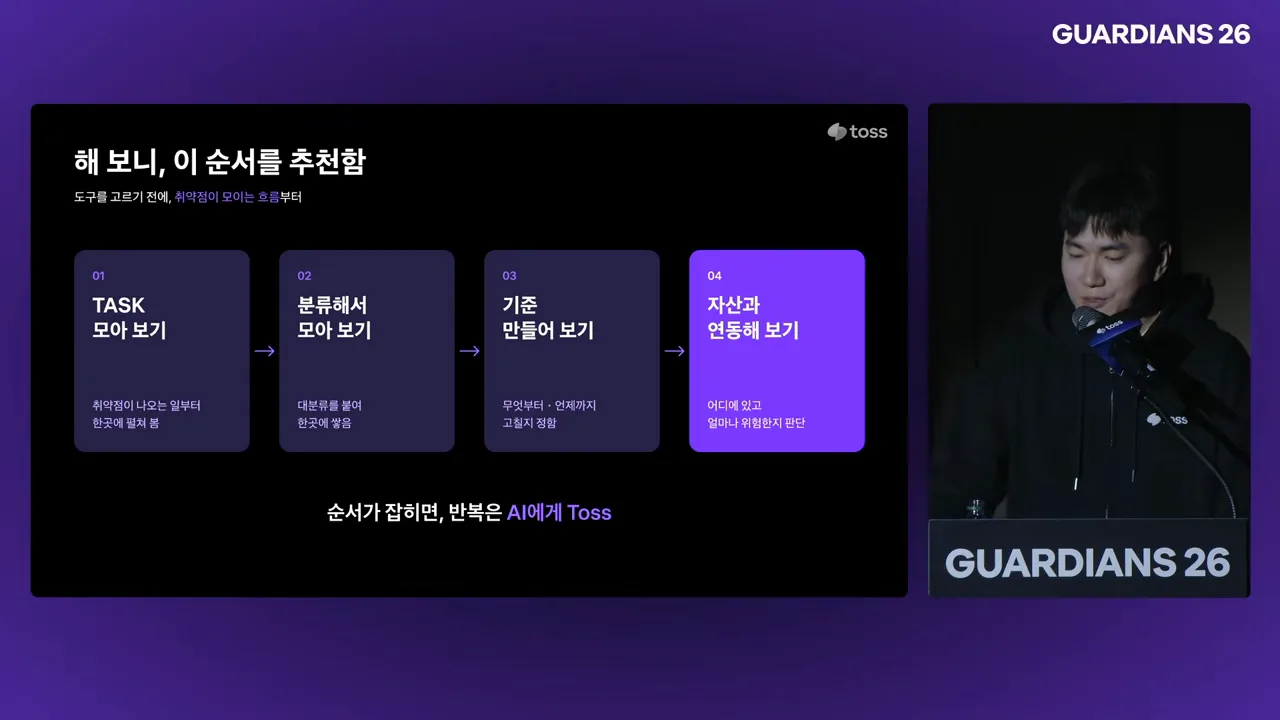 GUARDIANS 26
toss
해 보니, 이 순서를 추천함
도구를 고르기 전에, 취약점이 모이는 흐름부터
01
TASK
모아 보기
취약점이 나오는 일부터
한곳에 펼쳐 봄
→
02
분류해서
모아 보기
대분류를 붙여
한곳에 쌓음
→
03
기준
만들어 보기
무엇부터 · 언제까지
고칠지 정함
→
04
자산과
연동해 보기
어디에 있고
얼마나 위험한지 판단
순서가 잡히면, 반복은 AI에게 Toss
toss
GUARDIANS 26